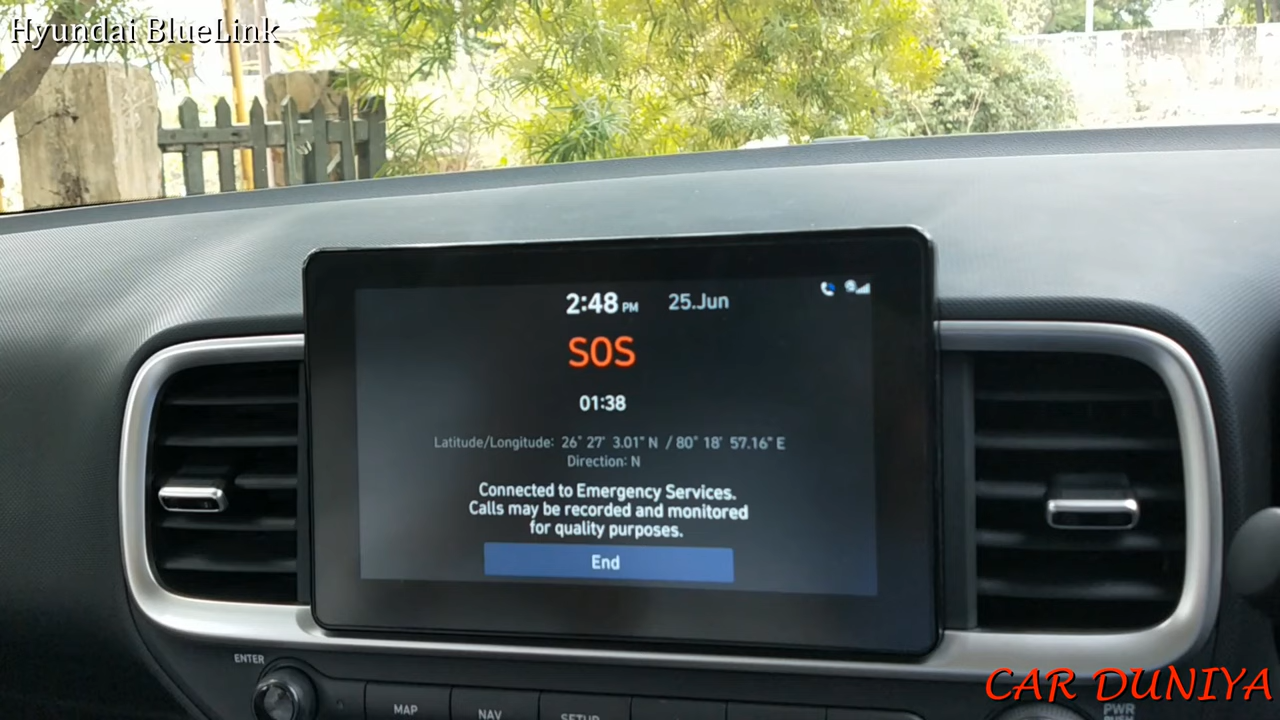 Hyundai BlueLink
2:48 PM 25.Jun
SOS
01:38
Latitude/Longitude: 26° 27' 3.01" N / 80° 18' 57.16" E
Direction: N
Connected to Emergency Services.
Calls may be recorded and monitored
for quality purposes.
End
ENTER
MAP
NAV
SETUP
CAR DUNIYA
PWR